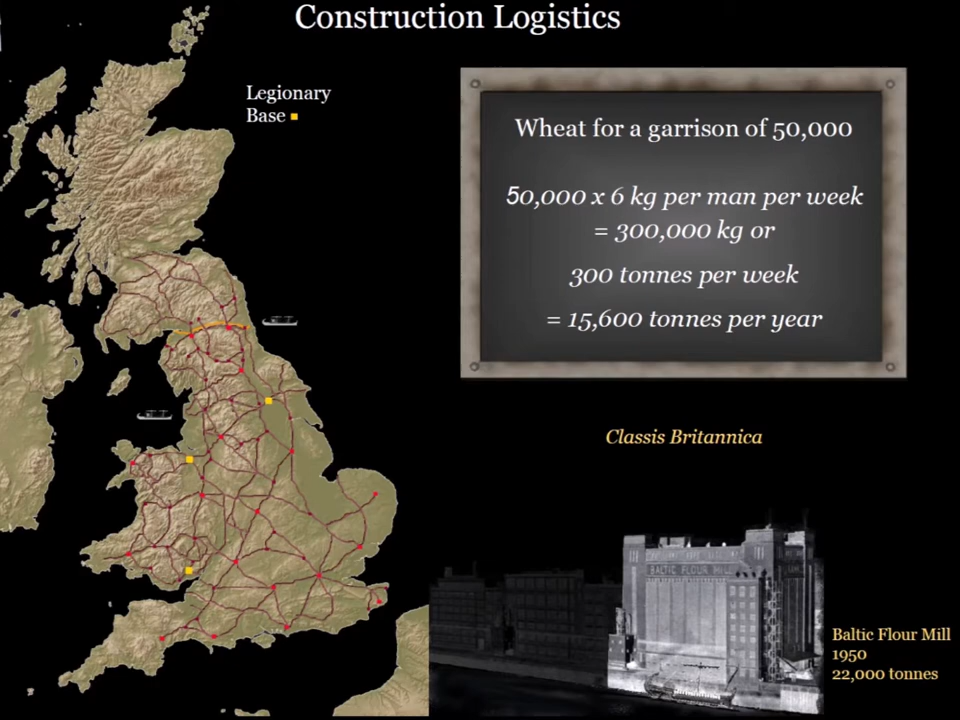 Construction Logistics
Legionary
Base
Wheat for a garrison of 50,000
50,000 x 6 kg per man per week
= 300,000 kg or
300 tonnes per week
= 15,600 tonnes per year
Classis Britannica
BALTIC FLOUR MILLS
Baltic Flour Mill
1950
22,000 tonnes